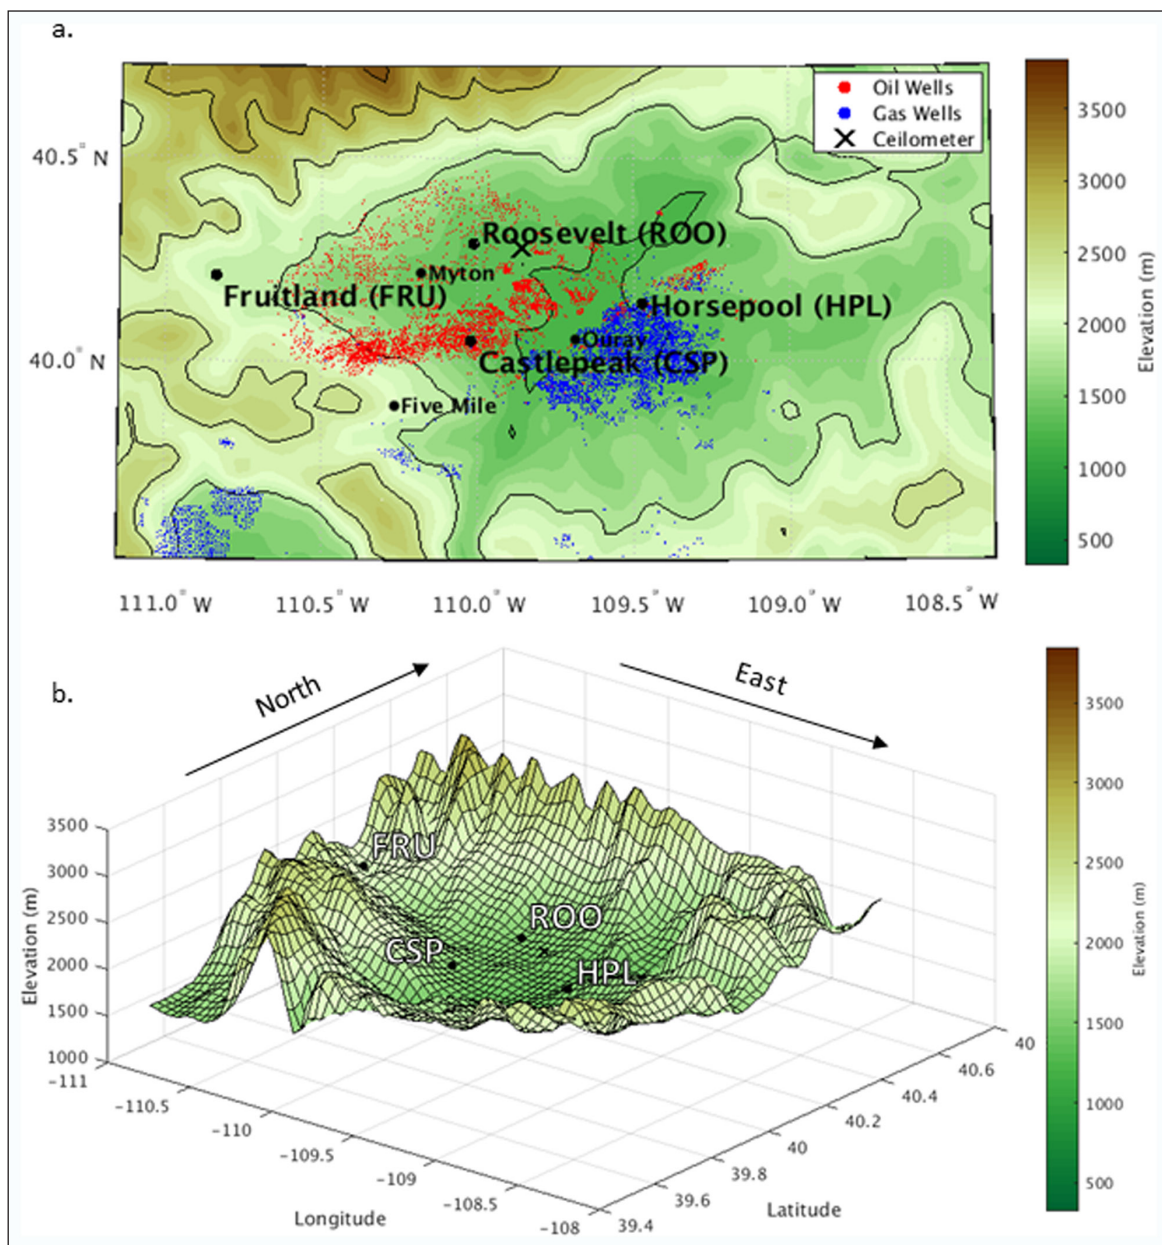 a.
Oil Wells
Gas Wells
Ceilometer
40.5° N
40.0° N
Roosevelt (ROO)
Myton
Fruitland (FRU)
Horsepool (HPL)
Ouray
Castlepeak (CSP)
Five Mile
111.0° W 110.5° W 110.0° W 109.5° W 109.0° W 108.5° W
3500
3000
2500
2000
1500
1000
500
Elevation (m)
b.
North
East
FRU
ROO
CSP
HPL
3500
3000
2500
2000
1500
1000
Elevation (m)
-111
-110.5
-110
-109.5
-109
-108.5
-108
Longitude
39.4
39.6
39.8
40
40.2
40.4
40.6
40
Latitude
3500
3000
2500
2000
1500
1000
500
Elevation (m)